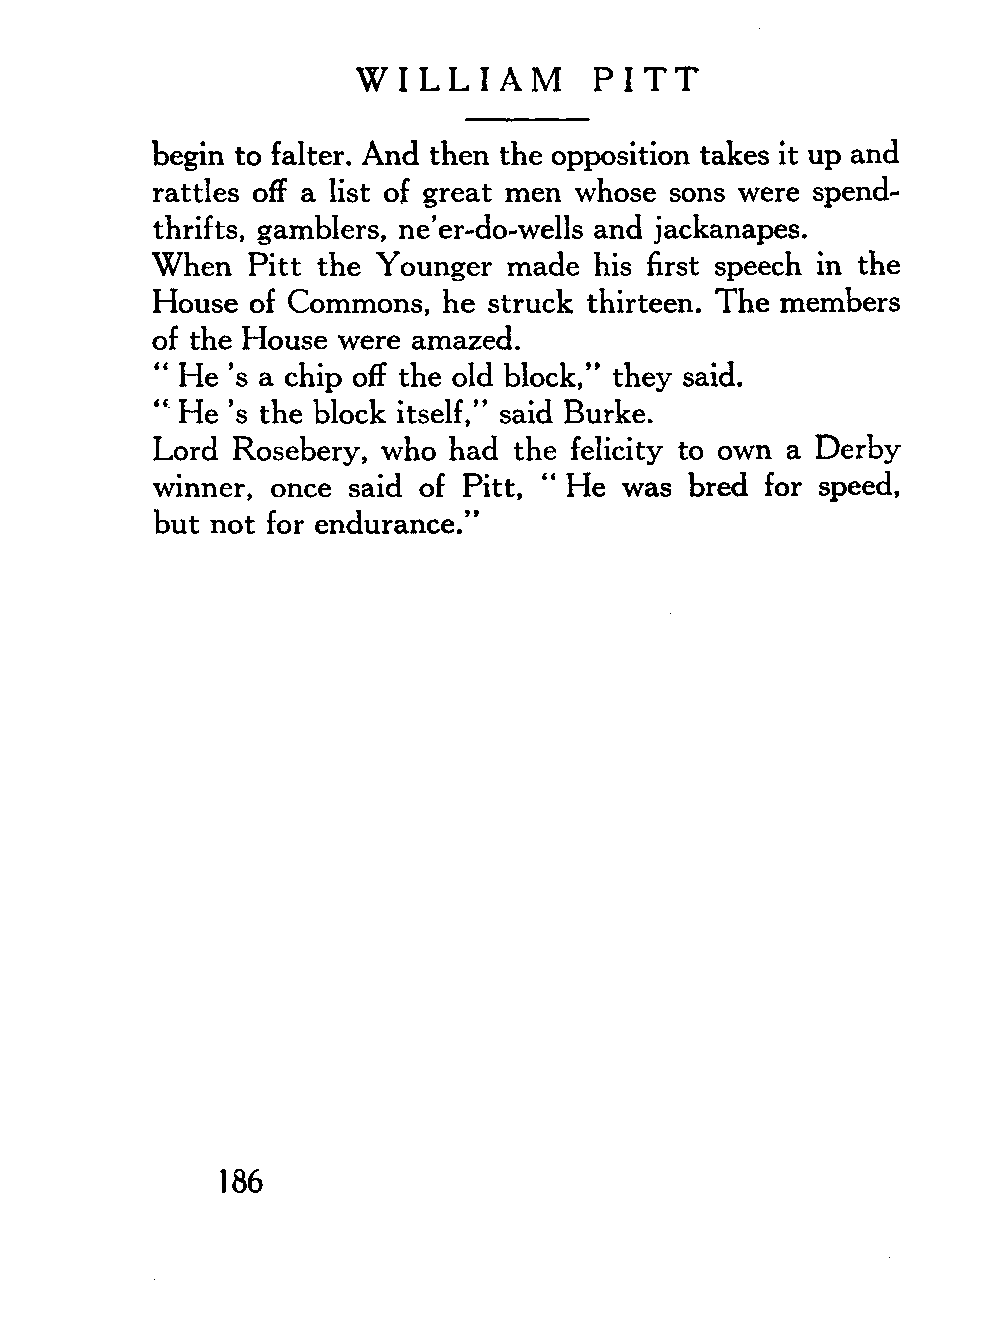 WILLIAM PITT
begin to falter. And then the opposition takes it up and
rattles off a list of great men whose sons were spend-
thrifts, gamblers, ne'er-do-wells and jackanapes.
When Pitt the Younger made his first speech in the
House of Commons, he struck thirteen. The members
of the House were amazed.
“ He 's a chip off the old block,” they said.
“ He 's the block itself,” said Burke.
Lord Rosebery, who had the felicity to own a Derby
winner, once said of Pitt, “ He was bred for speed,
but not for endurance.”
186